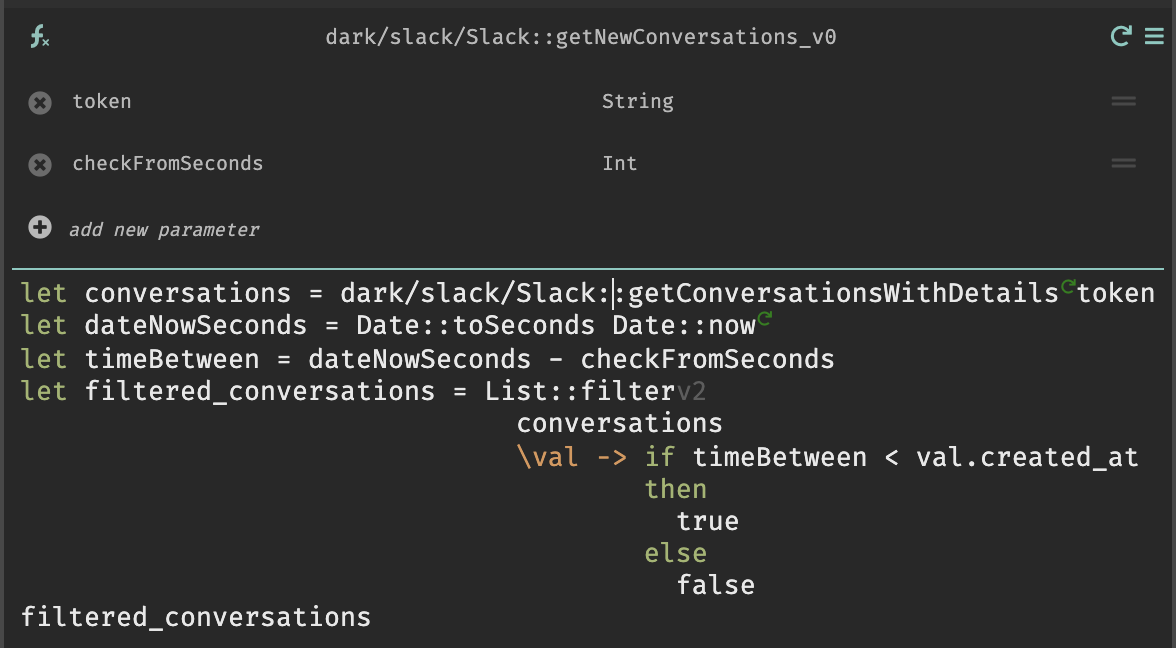 fx dark/slack/Slack::getNewConversations_v0
token String
checkFromSeconds Int
add new parameter
let conversations = dark/slack/Slack::getConversationsWithDetails token
let dateNowSeconds = Date::toSeconds Date::now
let timeBetween = dateNowSeconds - checkFromSeconds
let filtered_conversations = List::filterv2
conversations
\val -> if timeBetween < val.created_at
then
true
else
false
filtered_conversations